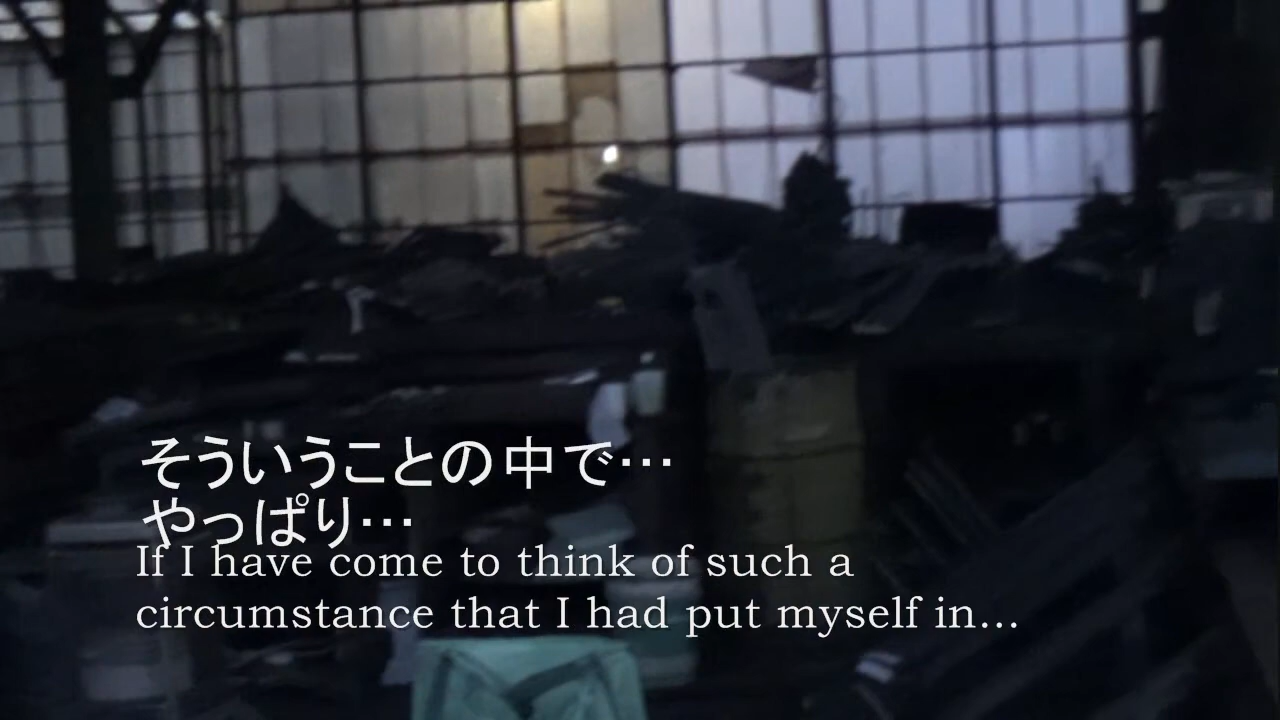 そういうことの中で…
やっぱり…
If I have come to think of such a
circumstance that I had put myself in...